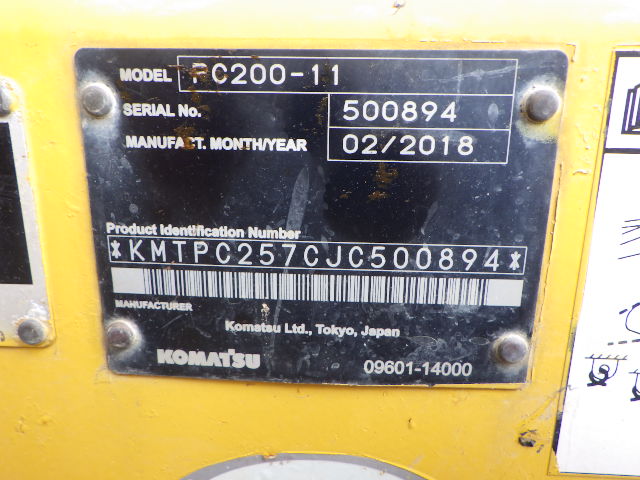 MODEL PC200-11
SERIAL No. 500894
MANUFACT. MONTH/YEAR 02/2018
Product Identification Number
*KMTPC257CJC500894*
MANUFACTURER
Komatsu Ltd., Tokyo, Japan
KOMATSU 09601-14000